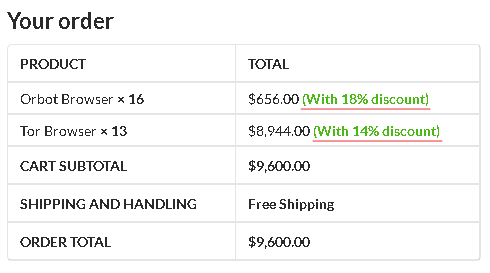 Your order
PRODUCT TOTAL
Orbot Browser × 16 $656.00 (With 18% discount)
Tor Browser × 13 $8,944.00 (With 14% discount)
CART SUBTOTAL $9,600.00
SHIPPING AND HANDLING Free Shipping
ORDER TOTAL $9,600.00